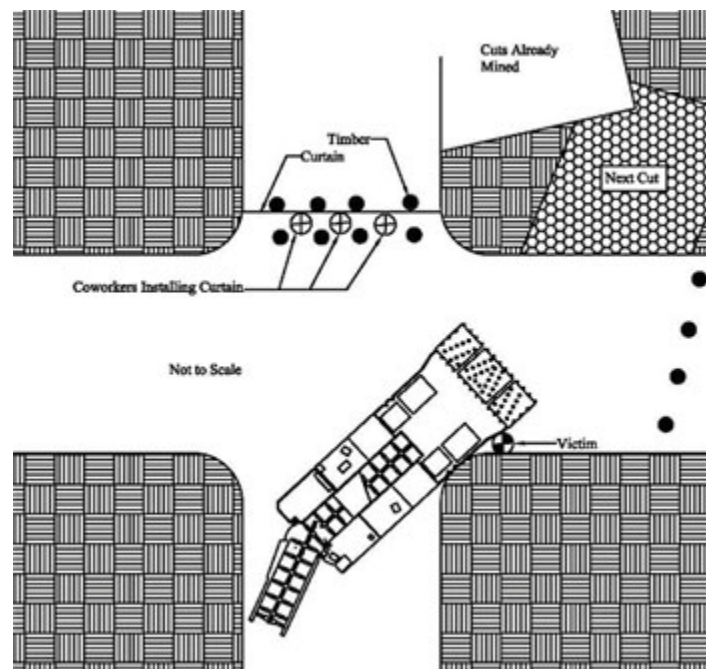 Cuts Already
Mined
Timber
Curtain
Next Cut
Coworkers Installing Curtain
Not to Scale
Victim